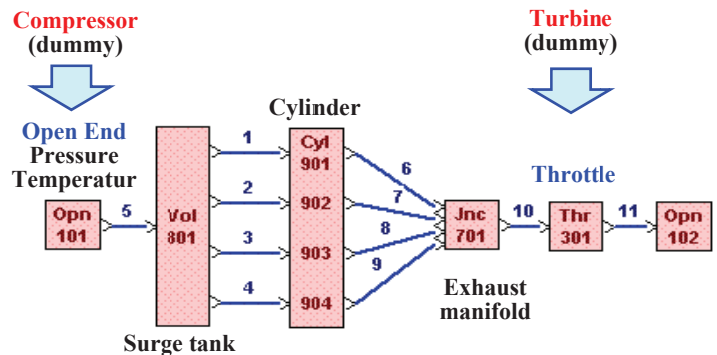 Compressor
(dummy)
Turbine
(dummy)
Cylinder
Open End
Pressure
Temperatur
Throttle
Opn
101
5
Vol
801
1
2
3
4
Cyl
901
902
903
904
6
7
8
9
Jnc
701
10
Thr
301
11
Opn
102
Exhaust
manifold
Surge tank